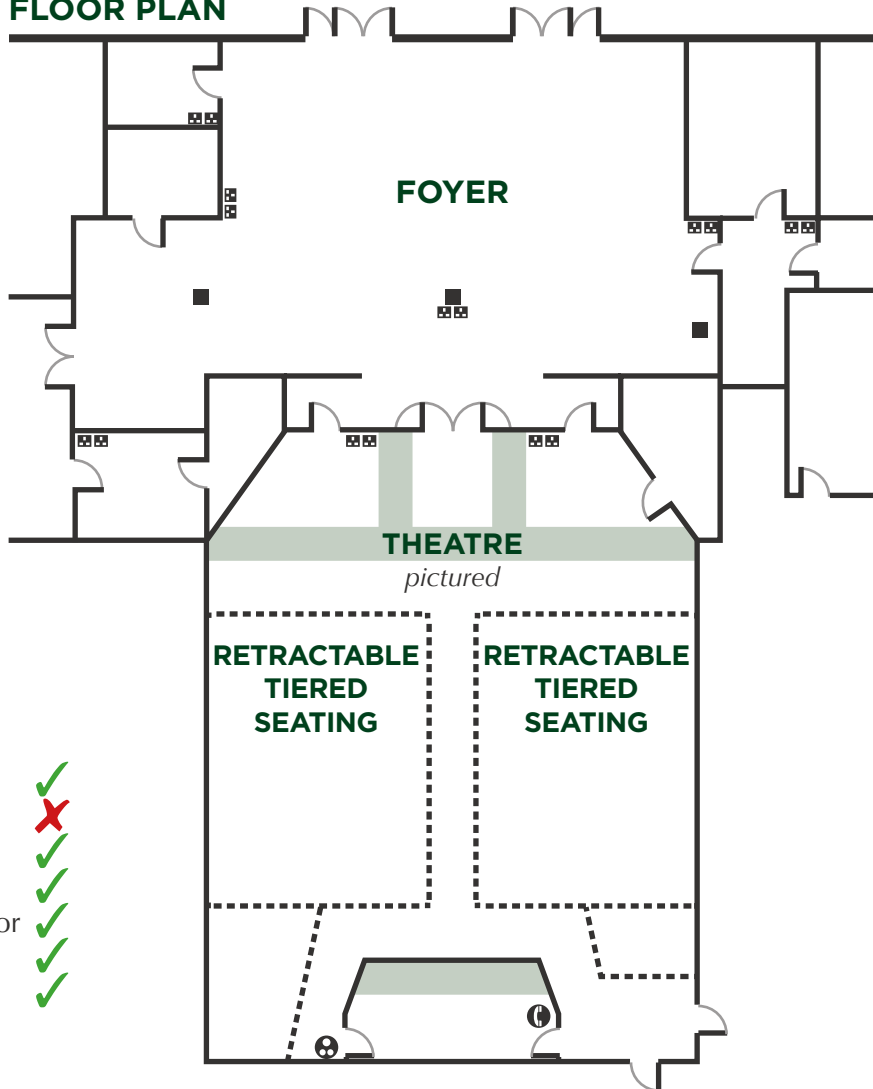 FLOOR PLAN
FOYER
THEATRE
pictured
RETRACTABLE
TIERED
SEATING
RETRACTABLE
TIERED
SEATING
or